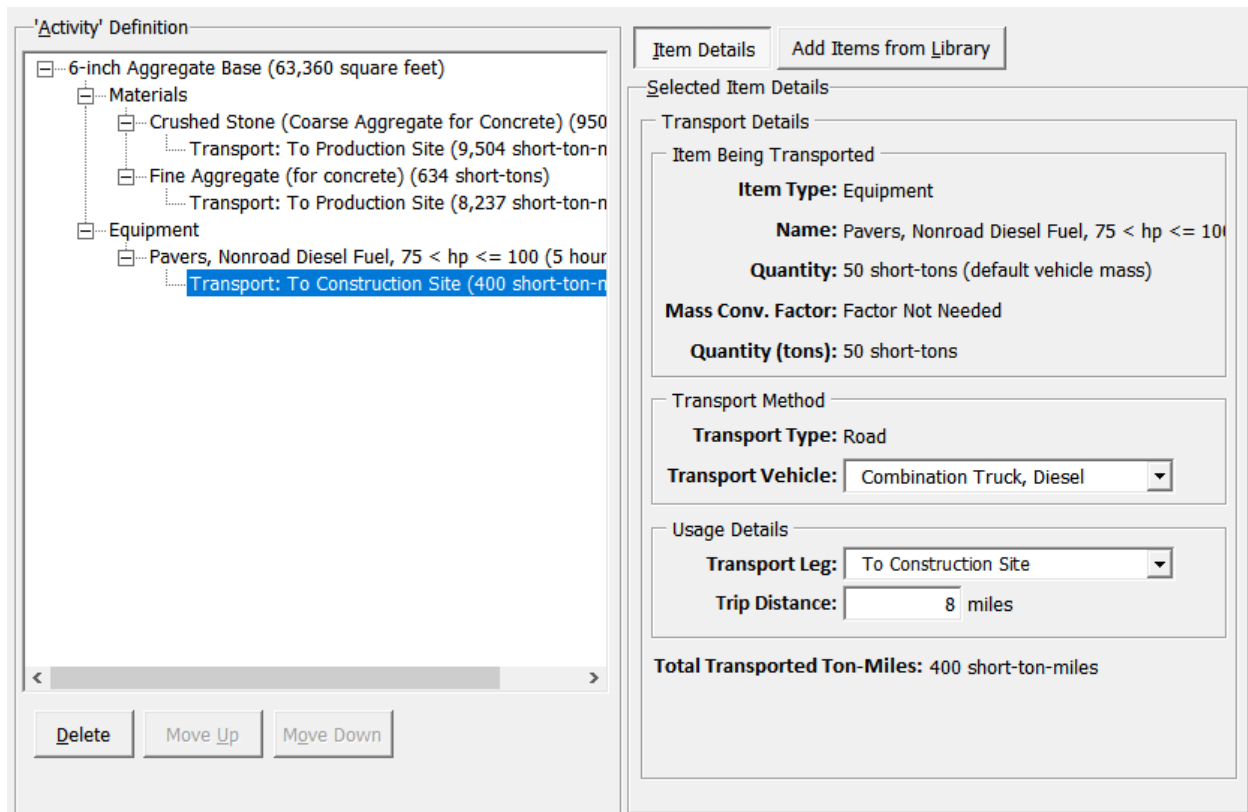 'Activity' Definition
6-inch Aggregate Base (63,360 square feet)
Materials
Crushed Stone (Coarse Aggregate for Concrete) (950
Transport: To Production Site (9,504 short-ton-n
Fine Aggregate (for concrete) (634 short-tons)
Transport: To Production Site (8,237 short-ton-n
Equipment
Pavers, Nonroad Diesel Fuel, 75 < hp <= 100 (5 hour
Transport: To Construction Site (400 short-ton-n
Delete
Move Up
Move Down
Item Details
Add Items from Library
Selected Item Details
Transport Details
Item Being Transported
Item Type: Equipment
Name: Pavers, Nonroad Diesel Fuel, 75 < hp <= 10
Quantity: 50 short-tons (default vehicle mass)
Mass Conv. Factor: Factor Not Needed
Quantity (tons): 50 short-tons
Transport Method
Transport Type: Road
Transport Vehicle: Combination Truck, Diesel
Usage Details
Transport Leg: To Construction Site
Trip Distance: 8 miles
Total Transported Ton-Miles: 400 short-ton-miles